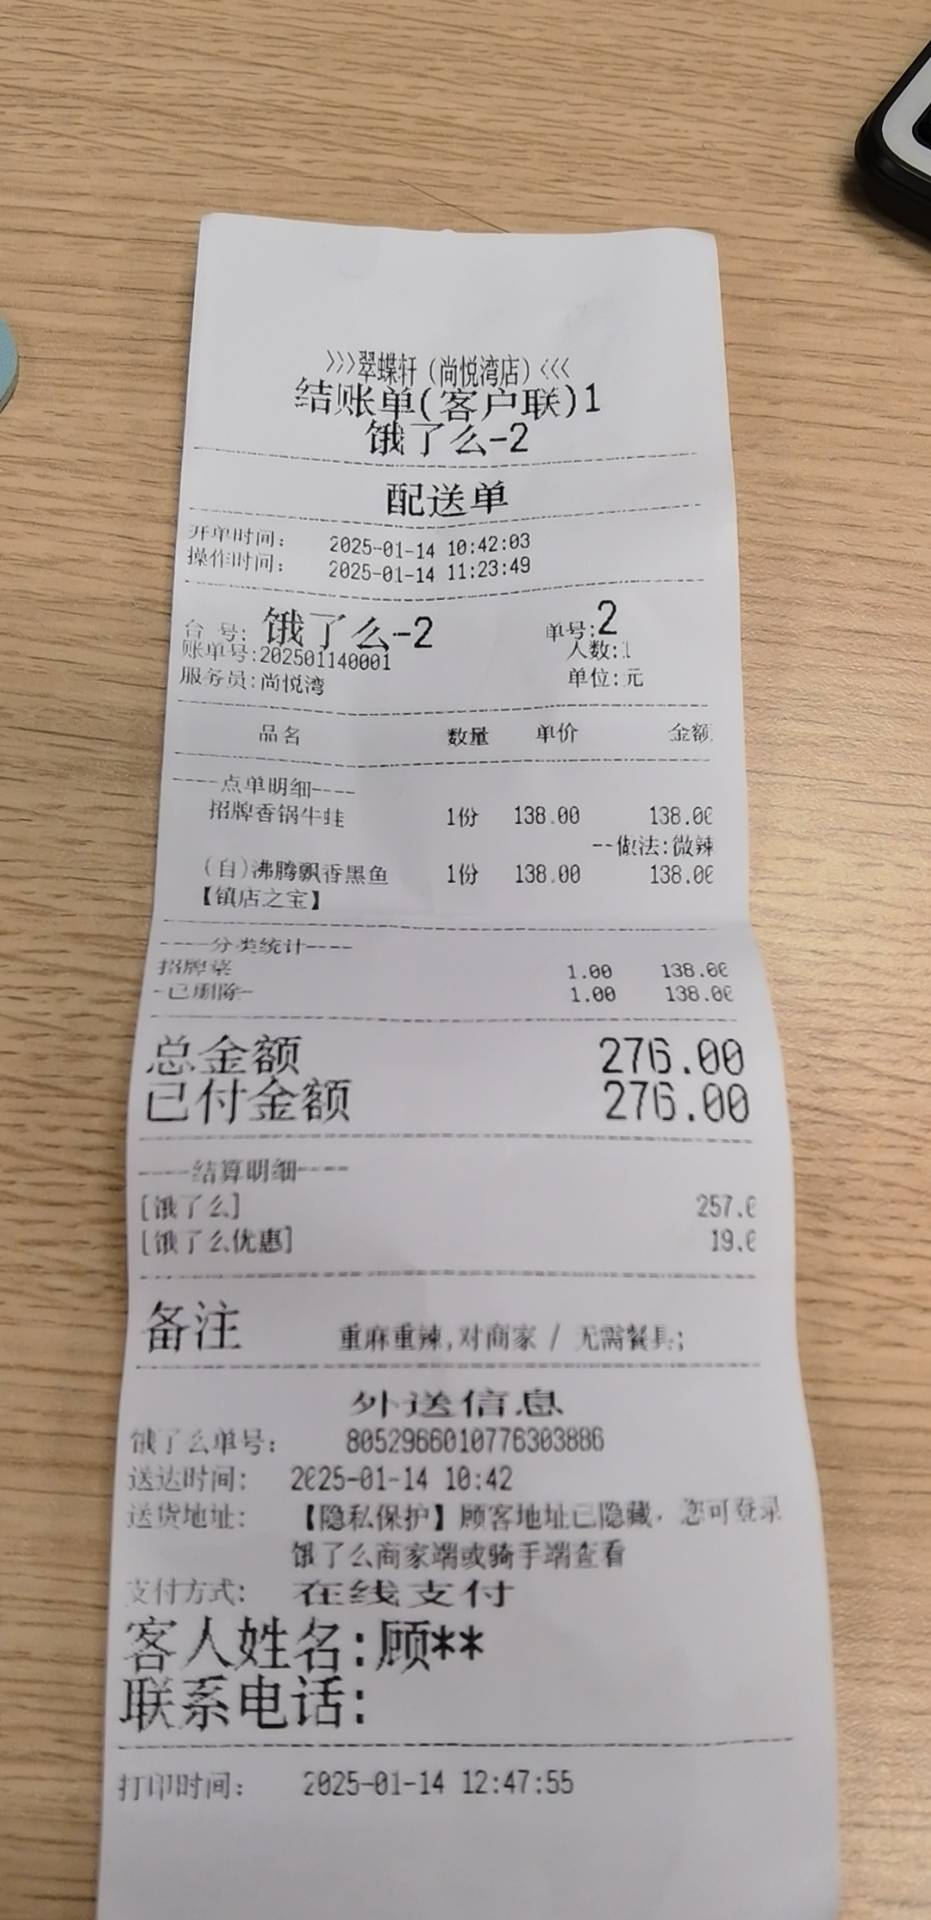 >>>翠蝶轩（尚悦湾店）<<<
结账单(客户联)1
饿了么-2
配送单
开单时间： 2025-01-14 10:42:03
操作时间： 2025-01-14 11:23:49
台 号: 饿了么-2 单号:2
账单号:202501140001 人数:1
服务员:尚悦湾 单位:元
品名 数量 单价 金额
----点单明细----
招牌香锅牛蛙 1份 138.00 138.00
--做法:微辣
(自)沸腾飘香黑鱼 1份 138.00 138.00
【镇店之宝】
----分类统计----
招牌菜 1.00 138.00
-已删除- 1.00 138.00
总金额 276.00
已付金额 276.00
----结算明细----
[饿了么] 257.0
[饿了么优惠] 19.0
备注 重麻重辣,对商家 / 无需餐具;
外送信息
饿了么单号： 8052966010776303886
送达时间： 2025-01-14 10:42
送货地址： 【隐私保护】顾客地址已隐藏，您可登录
饿了么商家端或骑手端查看
支付方式： 在线支付
客人姓名:顾**
联系电话:
打印时间： 2025-01-14 12:47:55